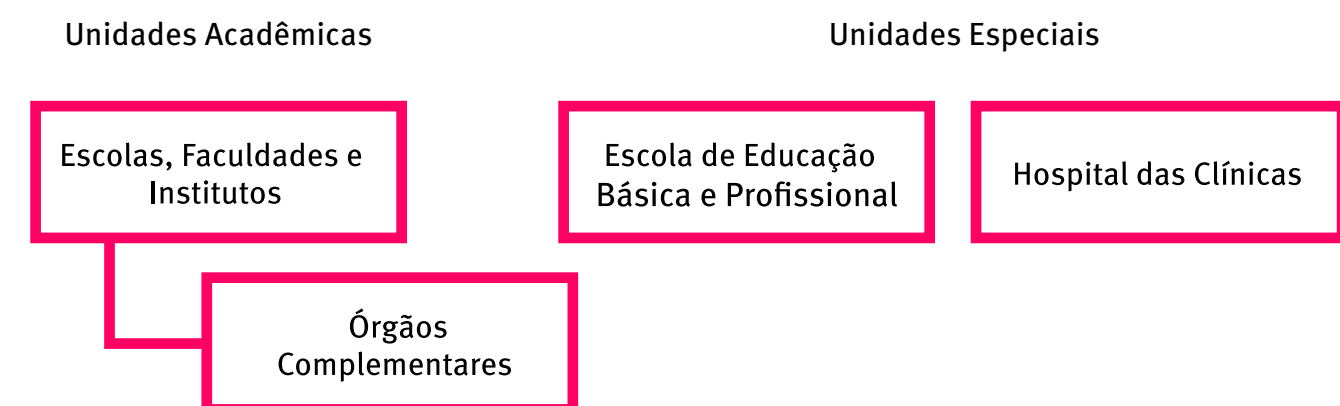 Unidades Acadêmicas
Unidades Especiais
Escolas, Faculdades e
Institutos
Escola de Educação
Básica e Profissional
Hospital das Clínicas
Órgãos
Complementares